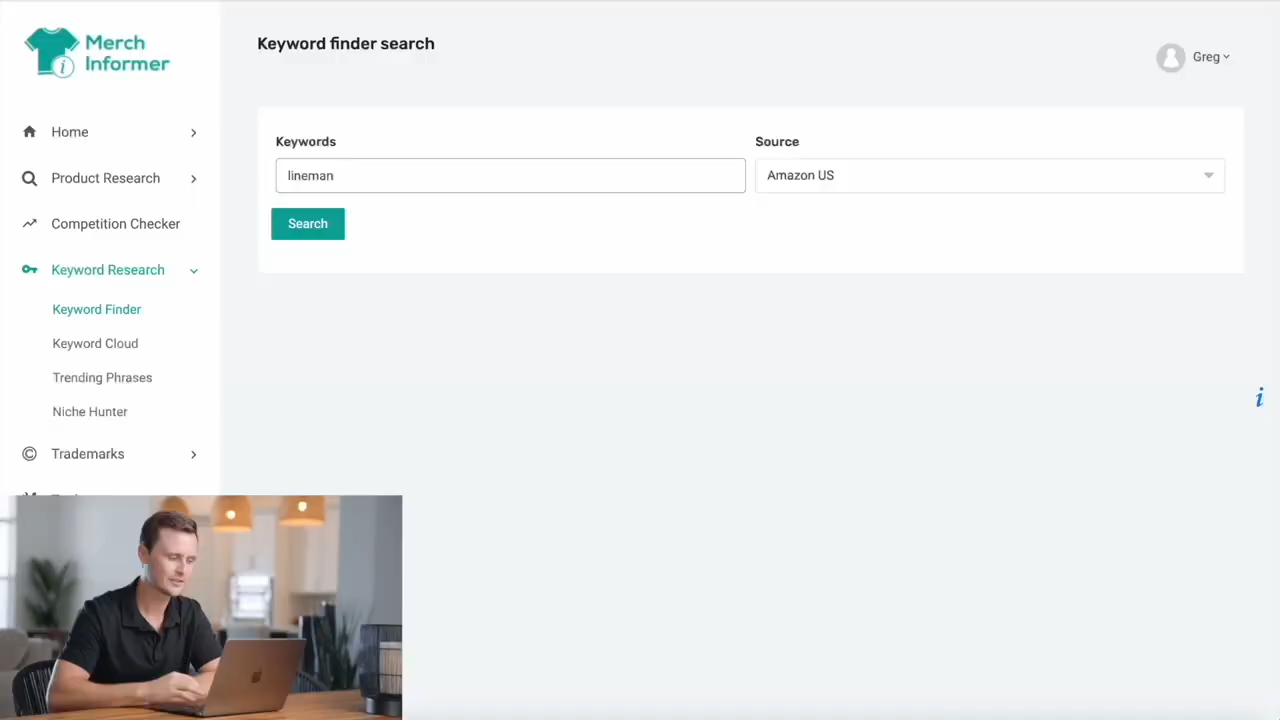 Merch
Informer
Keyword finder search
Greg
Home
Product Research
Competition Checker
Keyword Research
Keyword Finder
Keyword Cloud
Trending Phrases
Niche Hunter
Trademarks
Keywords
Source
lineman
Amazon US
Search
i